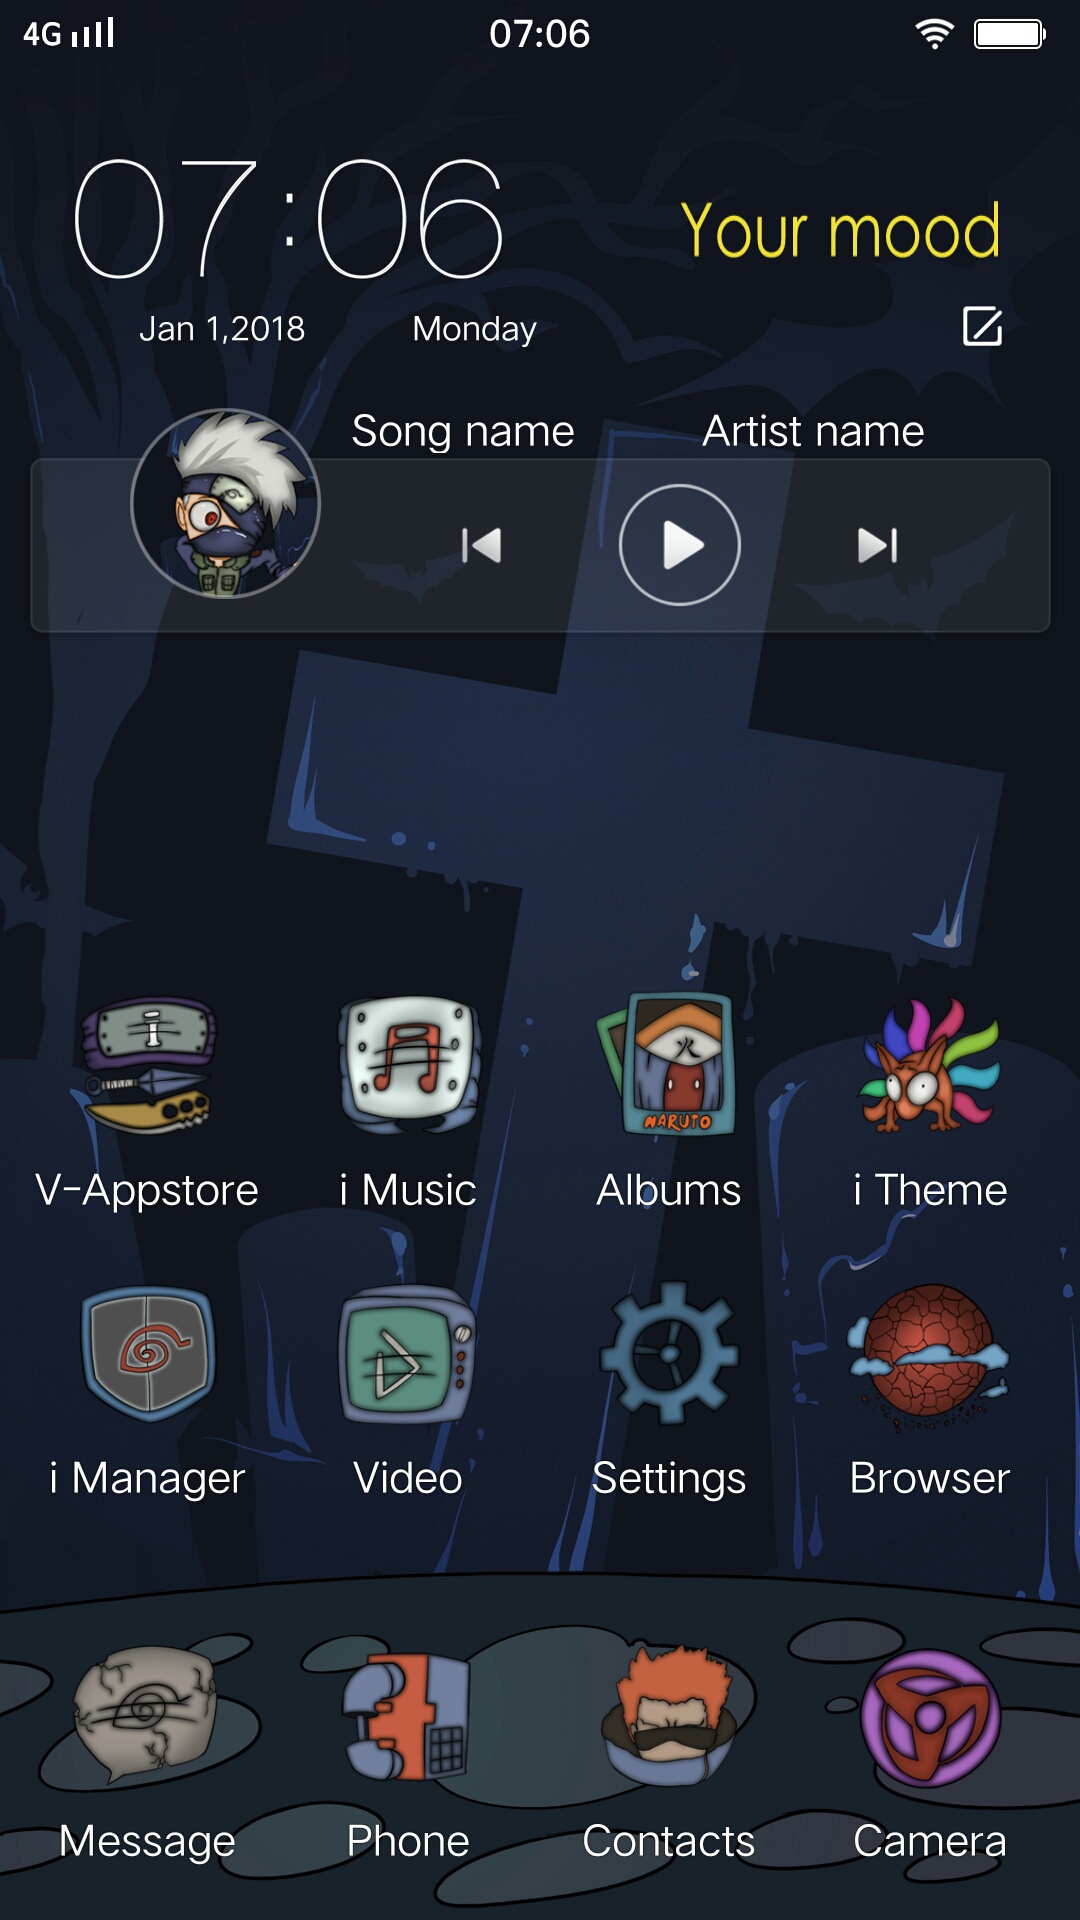 4G 07:06
07:06
Your mood
Jan 1,2018 Monday
Song name Artist name
i
火
NARUTO
V-Appstore i Music Albums i Theme
i Manager Video Settings Browser
Message Phone Contacts Camera